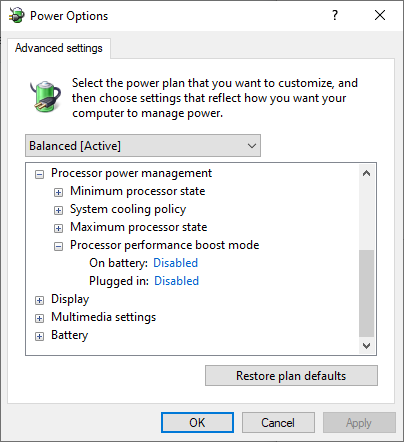 Power Options
?
Advanced settings
Select the power plan that you want to customize, and
then choose settings that reflect how you want your
computer to manage power.
Balanced [Active]
Processor power management
Minimum processor state
System cooling policy
Maximum processor state
Processor performance boost mode
On battery: Disabled
Plugged in: Disabled
Display
Multimedia settings
Battery
Restore plan defaults
OK Cancel Apply